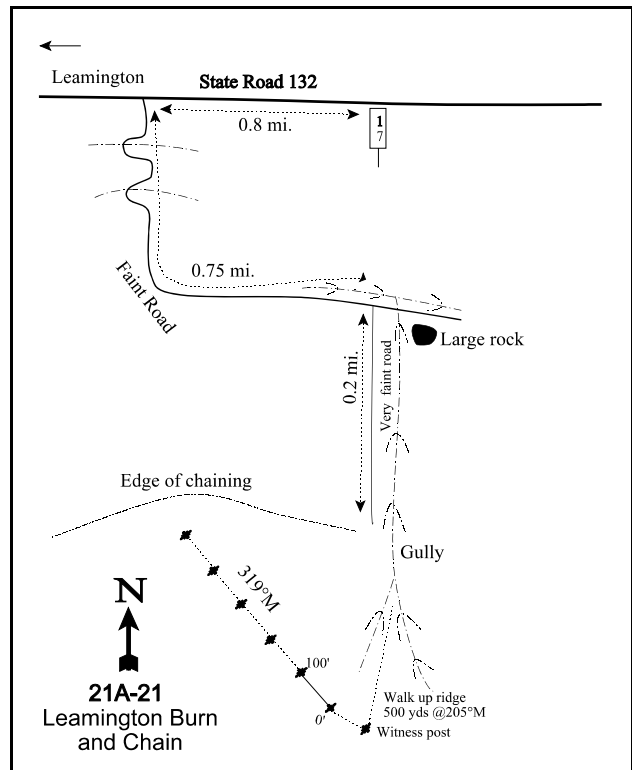 Leamington
State Road 132
0.8 mi.
1
7
0.75 mi.
Faint Road
Large rock
0.2 mi.
Very faint road
Edge of chaining
Gully
319°M
N
100'
0'
Walk up ridge
500 yds @205°M
Witness post
21A-21
Leamington Burn
and Chain